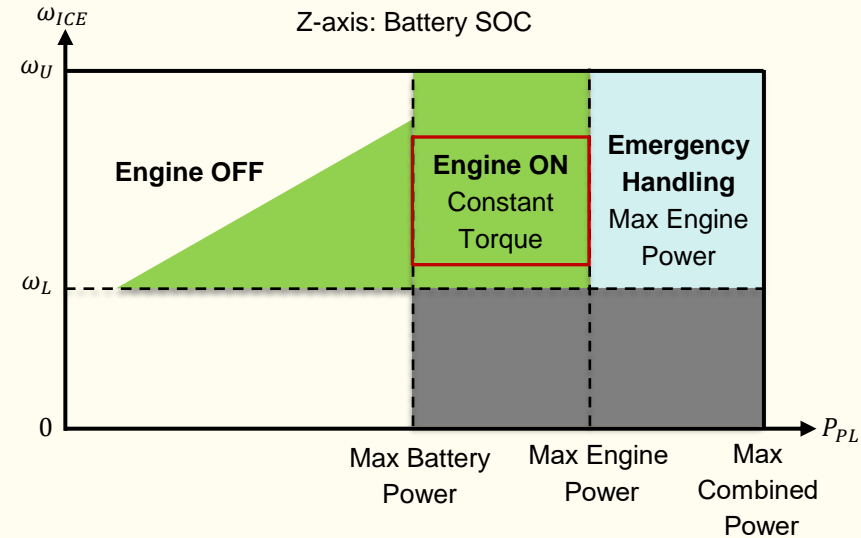 ω_ICE
Z-axis: Battery SOC
ω_U
Engine OFF
Engine ON
Constant
Torque
Emergency
Handling
Max Engine
Power
ω_L
0
P_PL
Max Battery
Power
Max Engine
Power
Max
Combined
Power